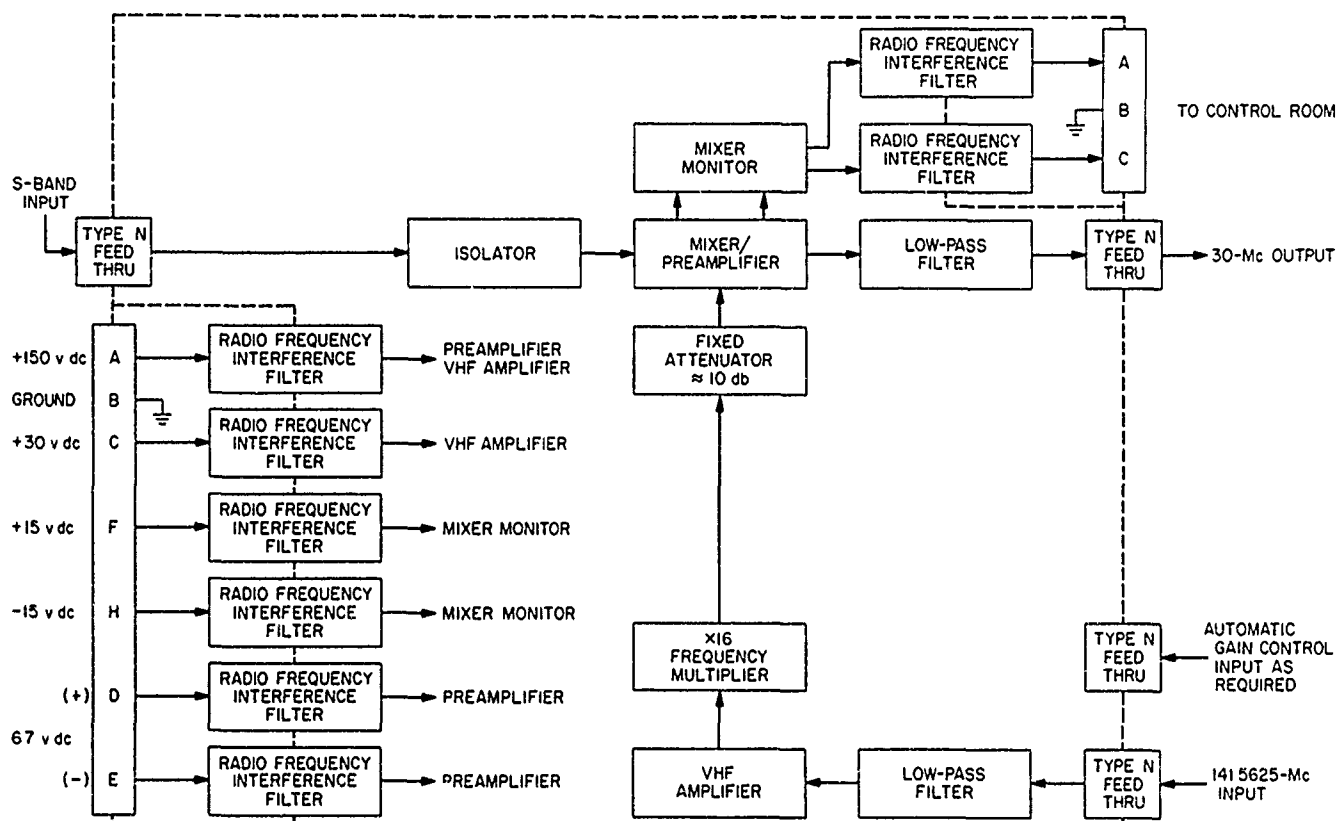 RADIO FREQUENCY
INTERFERENCE
FILTER
A
B
C
TO CONTROL ROOM
MIXER
MONITOR
RADIO FREQUENCY
INTERFERENCE
FILTER
S-BAND
INPUT
TYPE N
FEED
THRU
ISOLATOR
MIXER/
PREAMPLIFIER
LOW-PASS
FILTER
TYPE N
FEED
THRU
30-Mc OUTPUT
+150 v dc
A
RADIO FREQUENCY
INTERFERENCE
FILTER
PREAMPLIFIER
VHF AMPLIFIER
FIXED
ATTENUATOR
≈ 10 db
GROUND
B
+30 v dc
C
RADIO FREQUENCY
INTERFERENCE
FILTER
VHF AMPLIFIER
+15 v dc
F
RADIO FREQUENCY
INTERFERENCE
FILTER
MIXER MONITOR
-15 v dc
H
RADIO FREQUENCY
INTERFERENCE
FILTER
MIXER MONITOR
×16
FREQUENCY
MULTIPLIER
TYPE N
FEED
THRU
AUTOMATIC
GAIN CONTROL
INPUT AS
REQUIRED
(+)
D
RADIO FREQUENCY
INTERFERENCE
FILTER
PREAMPLIFIER
67 v dc
(-)
E
RADIO FREQUENCY
INTERFERENCE
FILTER
PREAMPLIFIER
VHF
AMPLIFIER
LOW-PASS
FILTER
TYPE N
FEED
THRU
141 5625-Mc
INPUT